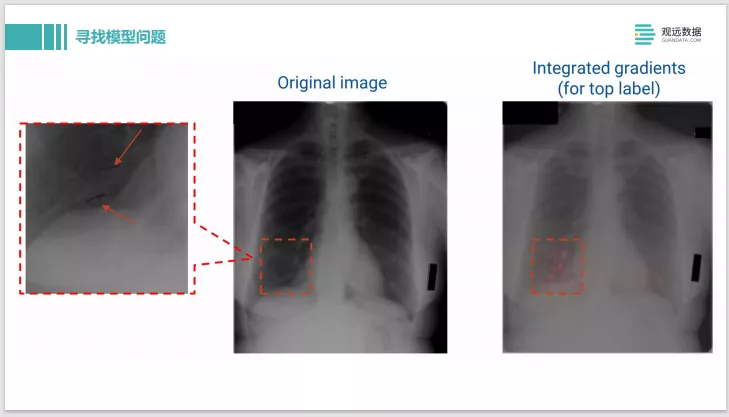 寻找模型问题
观远数据
GUANDATA.COM
Original image
Integrated gradients
(for top label)